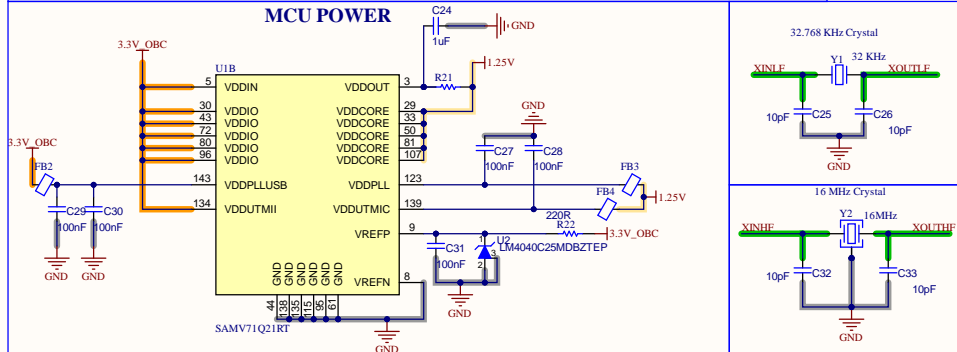 MCU POWER
C24
1uF
GND
3.3V_OBC
U1B
1.25V
5 VDDIN VDDOUT 3
R21
30 VDDIO VDDCORE 29
43 VDDIO VDDCORE 33
72 VDDIO VDDCORE 50
80 VDDIO VDDCORE 81
96 VDDIO VDDCORE 107
GND
C27
100nF
C28
100nF
3.3V_OBC
FB2
143 VDDPLLUSB VDDPLL 123
FB3
134 VDDUTMII VDDUTMIC 139
FB4
1.25V
C29
100nF
C30
100nF
GND
GND
VREFP 9
220R
R22
3.3V_OBC
C31
100nF
U2
1
2
3
LM4040C25MDBZTEP
GND
VREFN 8
GND GND GND GND GND GND
44 138 135 115 95 61
SAMV71Q21RT
GND
32.768 KHz Crystal
XINLF
Y1
32 KHz
XOUTLF
C25
10pF
C26
10pF
GND
16 MHz Crystal
XINHF
Y2
16MHz
XOUTHF
C32
10pF
C33
10pF
GND